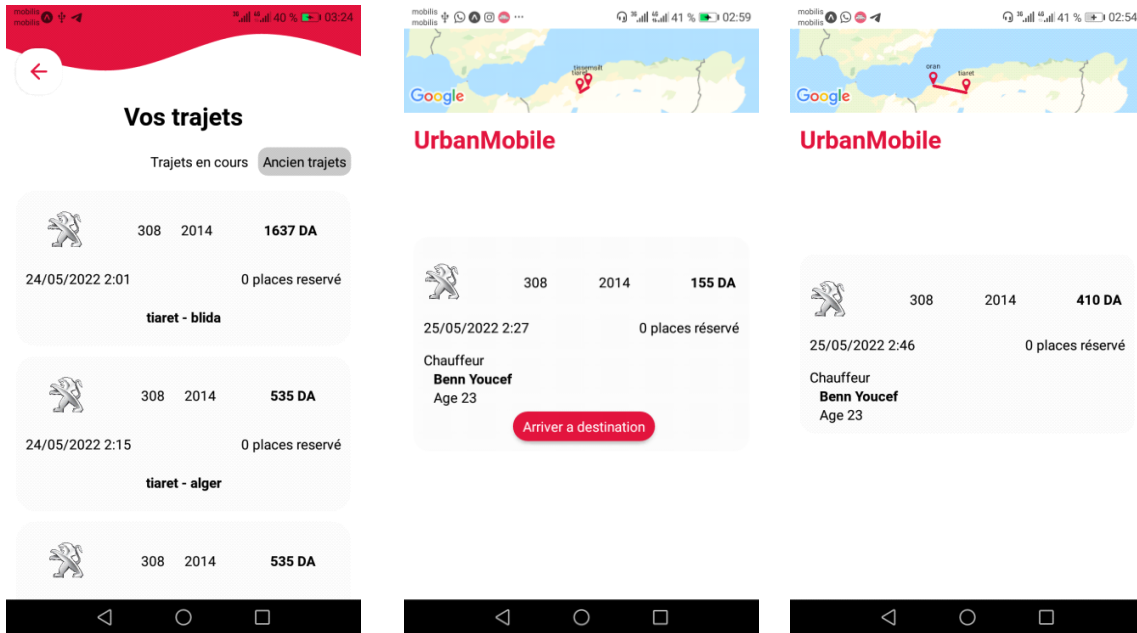 mobilis
mobilis
3G 4G 40 % 03:24
Vos trajets
Trajets en cours Ancien trajets
308 2014 1637 DA
24/05/2022 2:01 0 places reservé
tiaret - blida
308 2014 535 DA
24/05/2022 2:15 0 places reservé
tiaret - alger
308 2014 535 DA
mobilis
mobilis
41 % 02:59
tissemsilt
tiaret
Google
UrbanMobile
308 2014 155 DA
25/05/2022 2:27 0 places réservé
Chauffeur
Benn Youcef
Age 23
Arriver a destination
mobilis
mobilis
41 % 02:54
oran
tiaret
Google
UrbanMobile
308 2014 410 DA
25/05/2022 2:46 0 places réservé
Chauffeur
Benn Youcef
Age 23